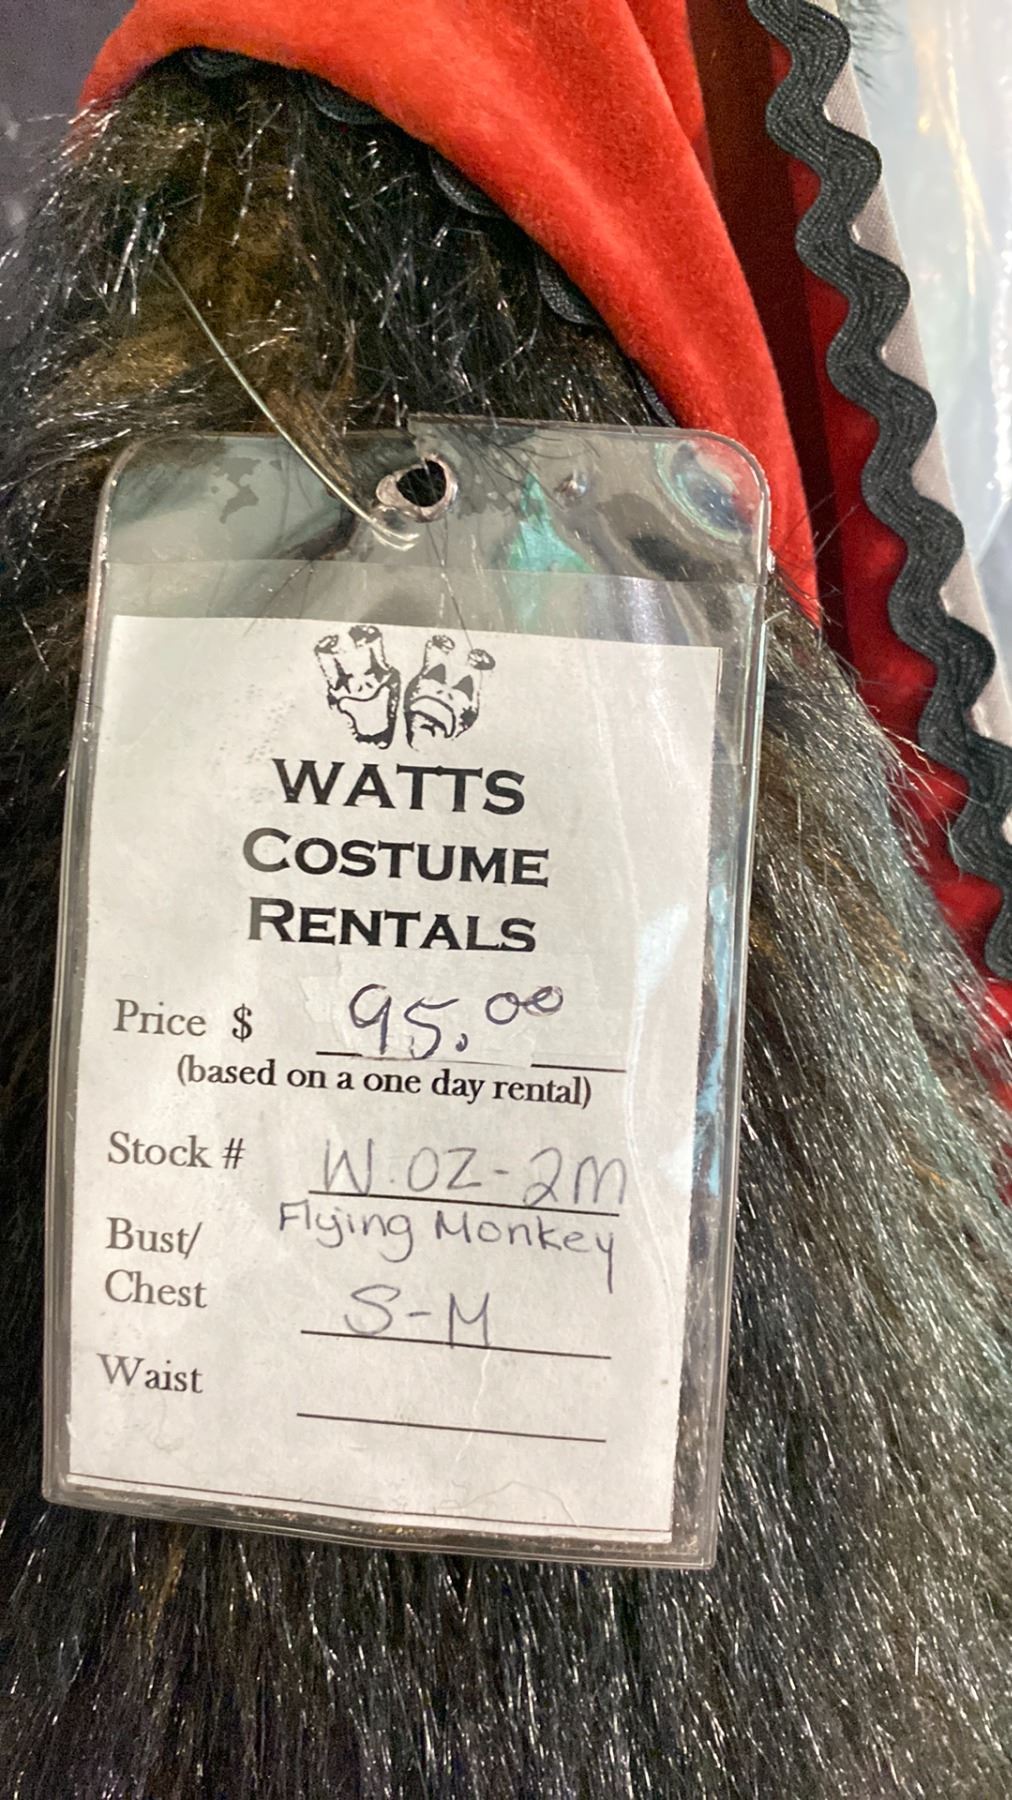 WATTS
COSTUME
RENTALS
Price $ 95.00
(based on a one day rental)
Stock # W.OZ-2M
Flying Monkey
Bust/
Chest S-M
Waist